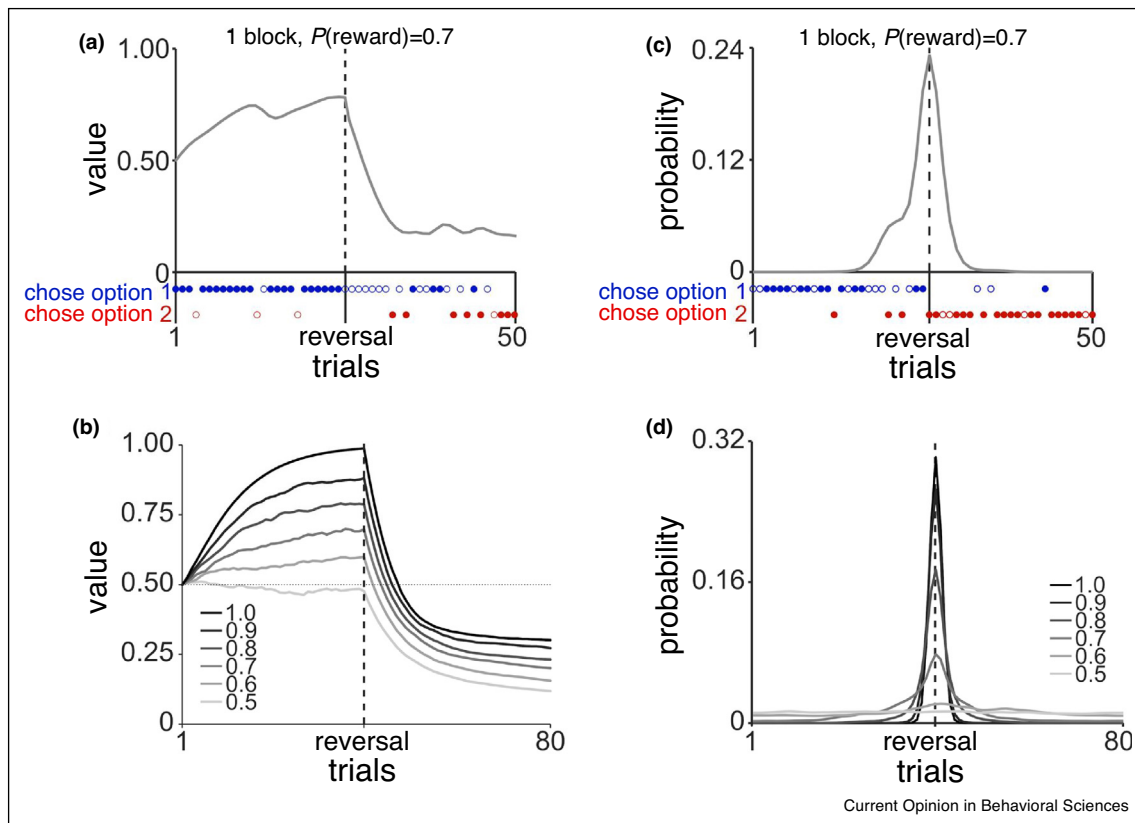 (a)
1 block, P(reward)=0.7
1.00
0.50
0
value
chose option 1
chose option 2
1
reversal
50
trials
(c)
1 block, P(reward)=0.7
0.24
0.12
0
probability
chose option 1
chose option 2
1
reversal
50
trials
(b)
1.00
0.75
0.50
0.25
0
value
1.0
0.9
0.8
0.7
0.6
0.5
1
reversal
80
trials
(d)
0.32
0.16
0
probability
1.0
0.9
0.8
0.7
0.6
0.5
1
reversal
80
trials
Current Opinion in Behavioral Sciences